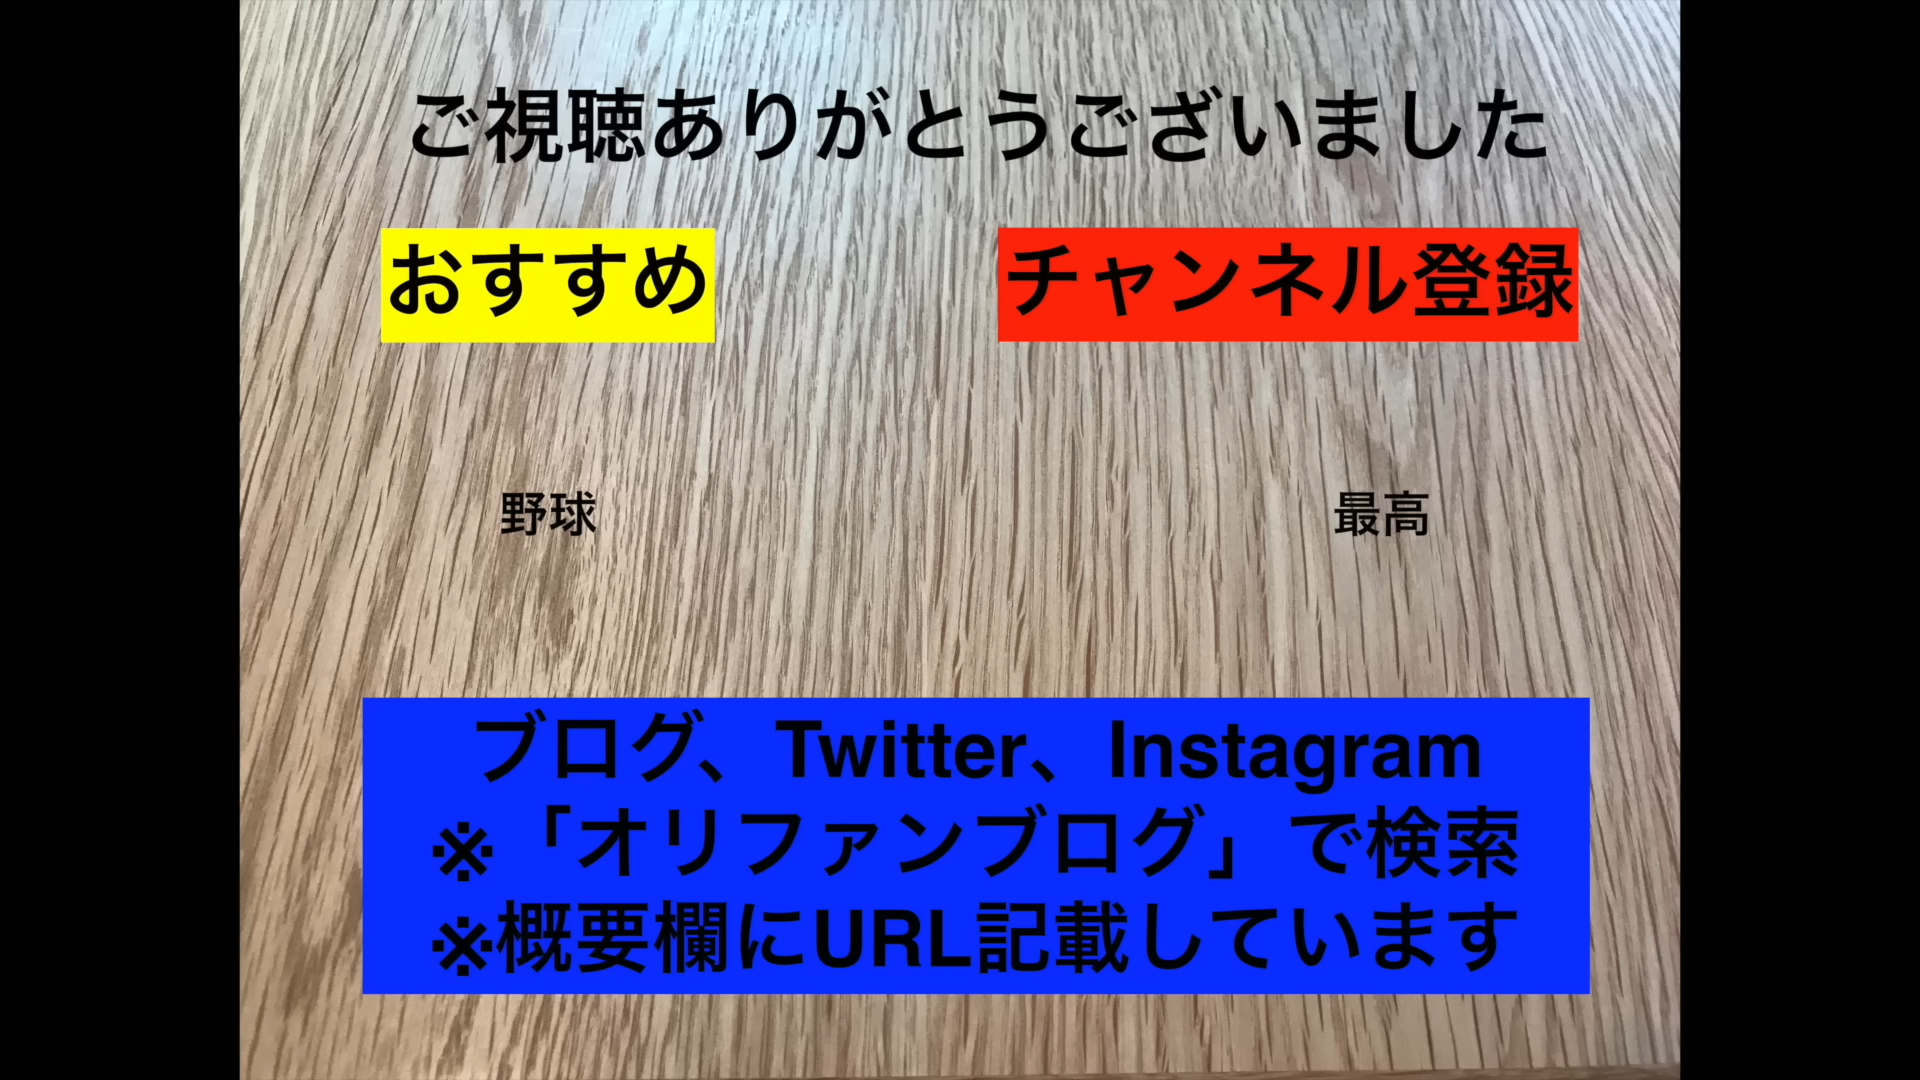 ご視聴ありがとうございました
おすすめ
チャンネル登録
野球
最高
ブログ、Twitter、Instagram
※「オリファンブログ」で検索
※概要欄にURL記載しています